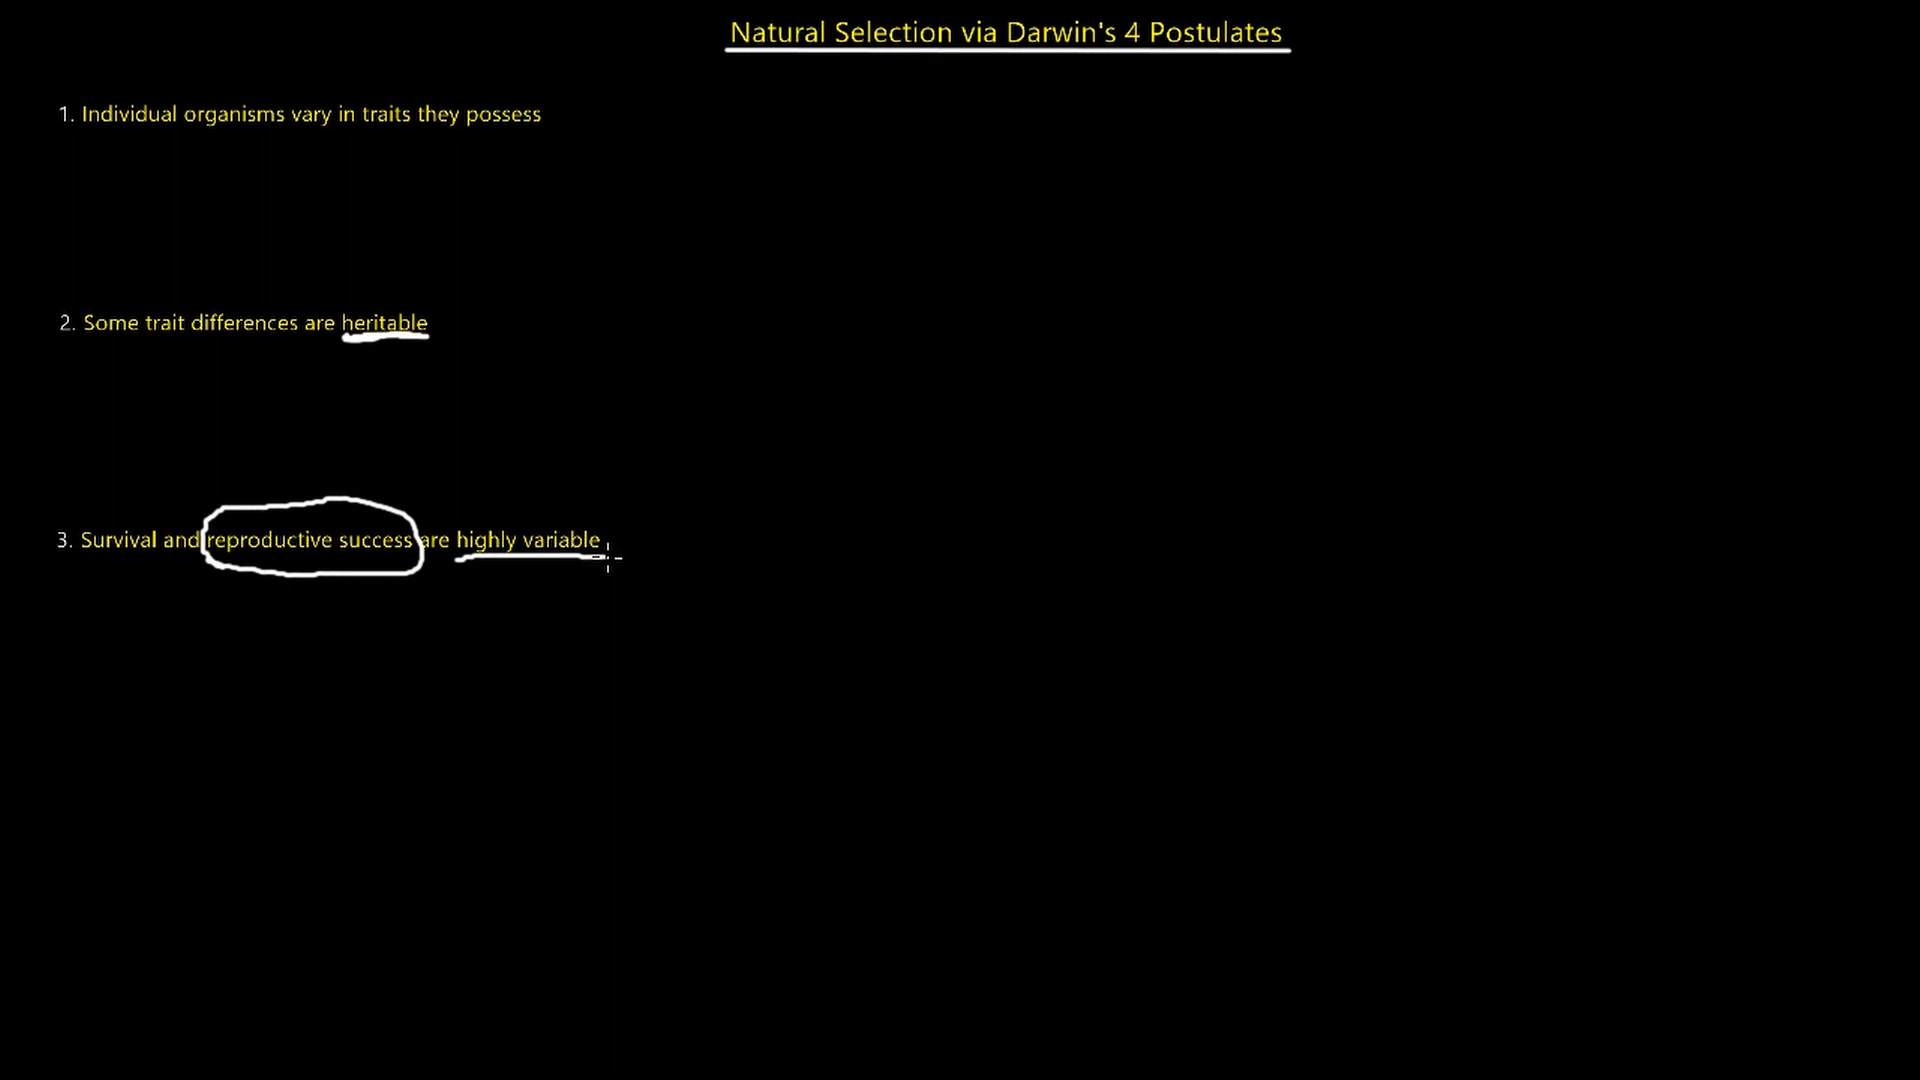 Natural Selection via Darwin's 4 Postulates
1. Individual organisms vary in traits they possess
2. Some trait differences are heritable
3. Survival and reproductive success are highly variable